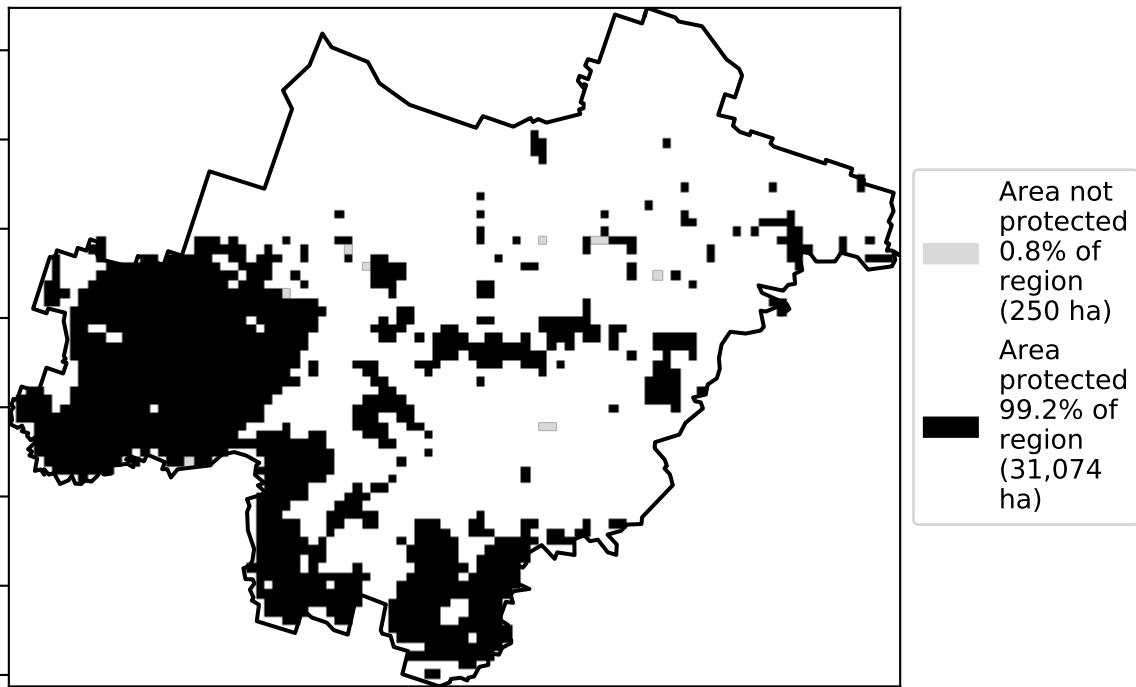 Area not
protected
0.8% of
region
(250 ha)
Area
protected
99.2% of
region
(31,074
ha)